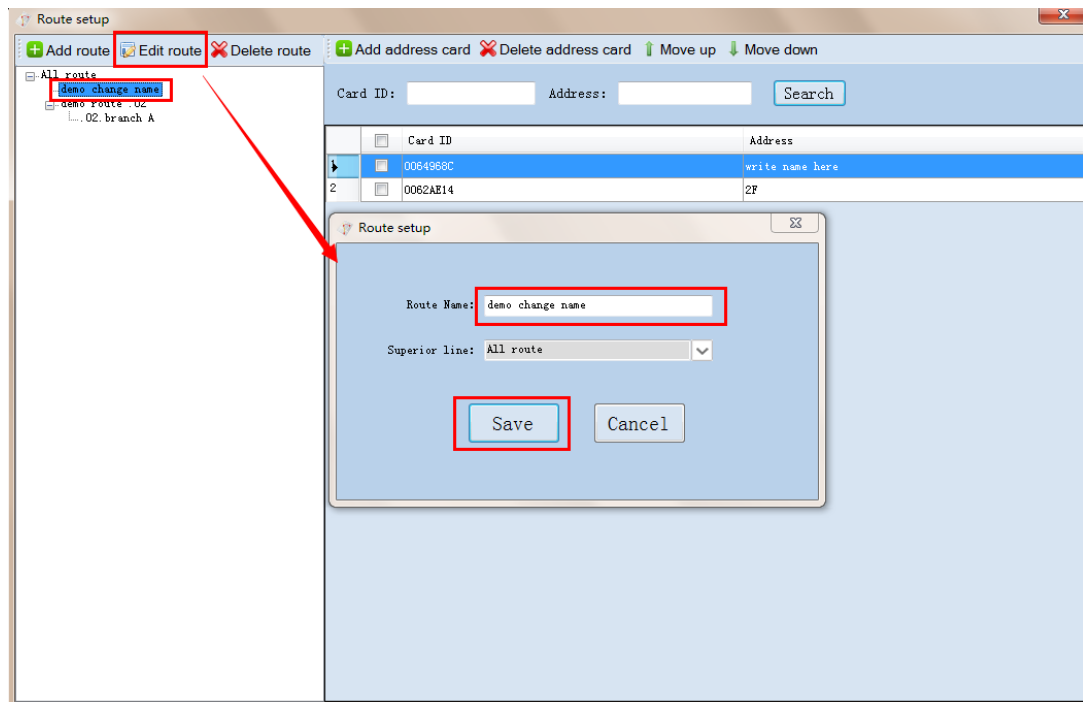 Route setup
Add route Edit route Delete route Add address card Delete address card Move up Move down
All route
demo change name
demo route .02
.02.branch A
Card ID: Address: Search
Card ID Address
0064968C write name here
2 0062AE14 2F
Route setup
Route Name: demo change name
Superior line: All route
Save Cancel